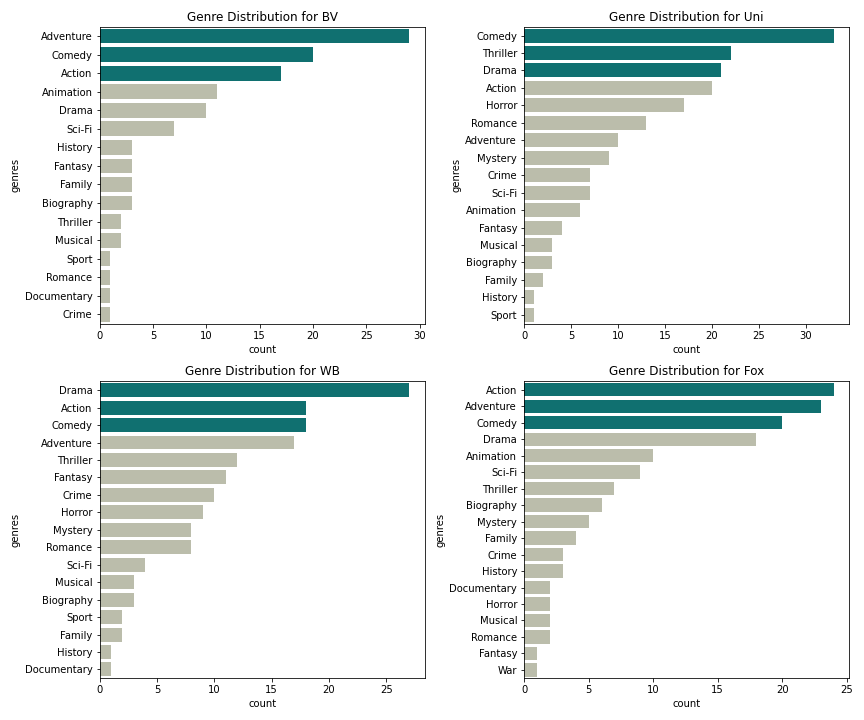 Genre Distribution for BV
genres
Adventure
Comedy
Action
Animation
Drama
Sci-Fi
History
Fantasy
Family
Biography
Thriller
Musical
Sport
Romance
Documentary
Crime
0 5 10 15 20 25 30
count
Genre Distribution for Uni
genres
Comedy
Thriller
Drama
Action
Horror
Romance
Adventure
Mystery
Crime
Sci-Fi
Animation
Fantasy
Musical
Biography
Family
History
Sport
0 5 10 15 20 25 30
count
Genre Distribution for WB
genres
Drama
Action
Comedy
Adventure
Thriller
Fantasy
Crime
Horror
Mystery
Romance
Sci-Fi
Musical
Biography
Sport
Family
History
Documentary
0 5 10 15 20 25
count
Genre Distribution for Fox
genres
Action
Adventure
Comedy
Drama
Animation
Sci-Fi
Thriller
Biography
Mystery
Family
Crime
History
Documentary
Horror
Musical
Romance
Fantasy
War
0 5 10 15 20 25
count